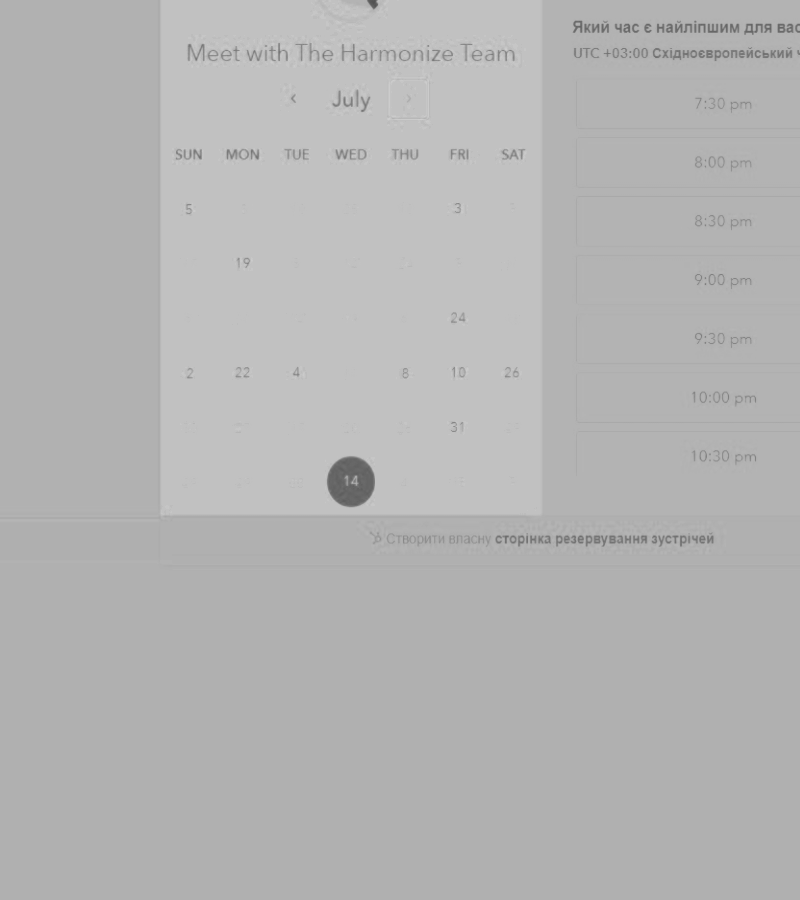 Meet with The Harmonize Team
July
SUN MON TUE WED THU FRI SAT
5 3
19
24
2 22 4 8 10 26
31
14
Який час є найліпшим для вас
UTC +03:00 Східноєвропейський
7:30 pm
8:00 pm
8:30 pm
9:00 pm
9:30 pm
10:00 pm
10:30 pm
Створити власну сторінка резервування зустрічей